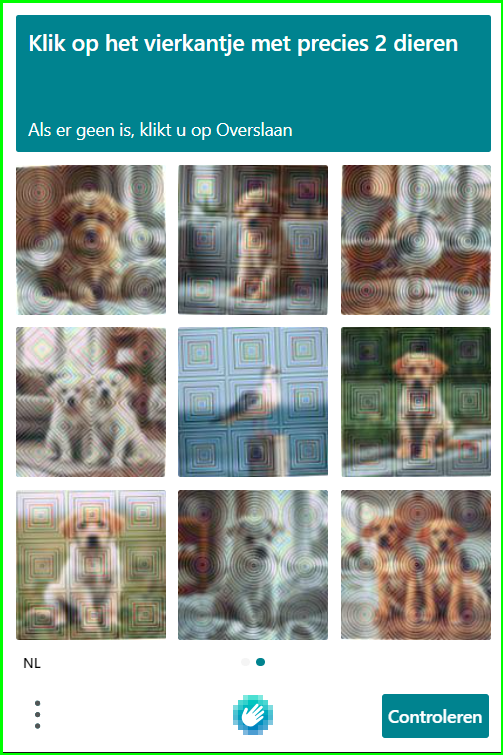 Klik op het vierkantje met precies 2 dieren
Als er geen is, klikt u op Overslaan
NL
Controleren